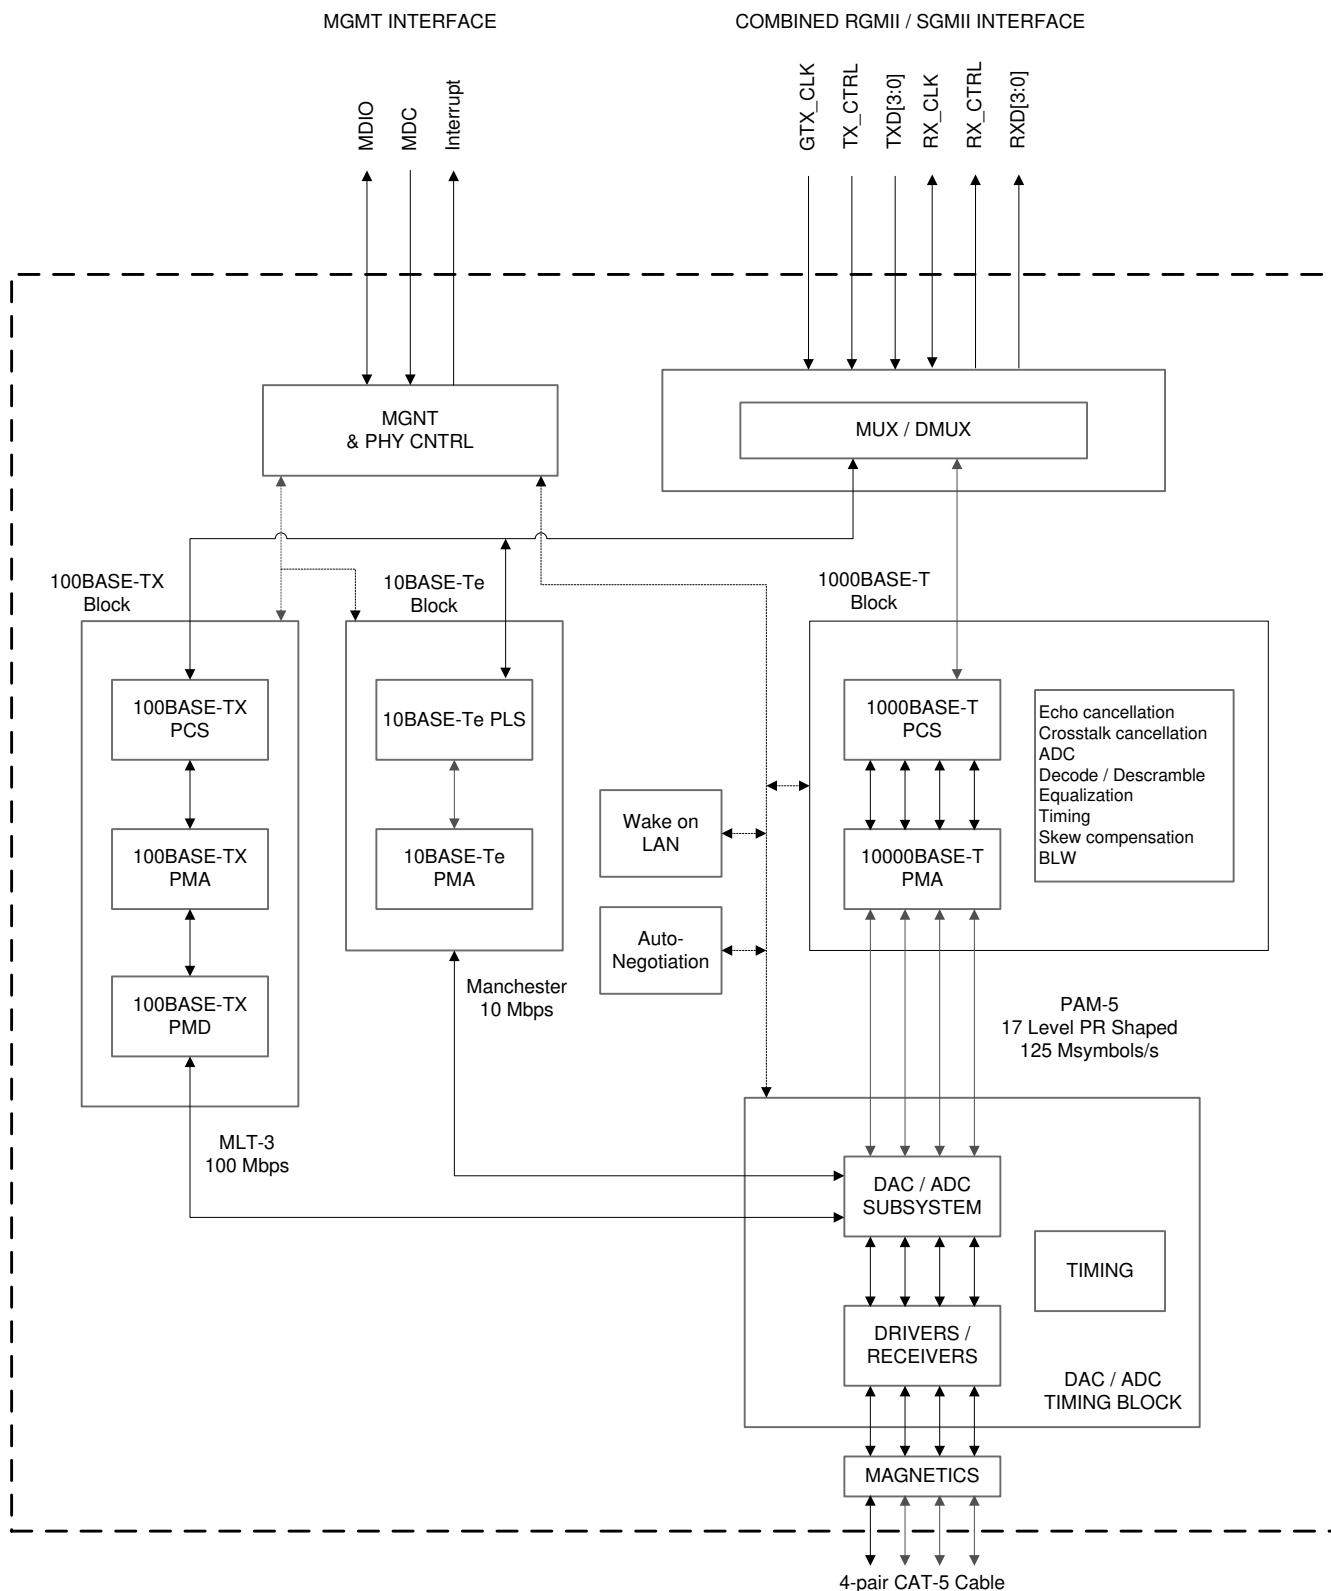 MGMT INTERFACE
COMBINED RGMII / SGMII INTERFACE
MDIO
MDC
Interrupt
GTX_CLK
TX_CTRL
TXD[3:0]
RX_CLK
RX_CTRL
RXD[3:0]
MGNT
& PHY CNTRL
MUX / DMUX
100BASE-TX
Block
10BASE-Te
Block
1000BASE-T
Block
100BASE-TX
PCS
10BASE-Te PLS
1000BASE-T
PCS
Echo cancellation
Crosstalk cancellation
ADC
Decode / Descramble
Equalization
Timing
Skew compensation
BLW
Wake on
LAN
100BASE-TX
PMA
10BASE-Te
PMA
10000BASE-T
PMA
Auto-
Negotiation
100BASE-TX
PMD
Manchester
10 Mbps
PAM-5
17 Level PR Shaped
125 Msymbols/s
MLT-3
100 Mbps
DAC / ADC
SUBSYSTEM
TIMING
DRIVERS /
RECEIVERS
DAC / ADC
TIMING BLOCK
MAGNETICS
4-pair CAT-5 Cable